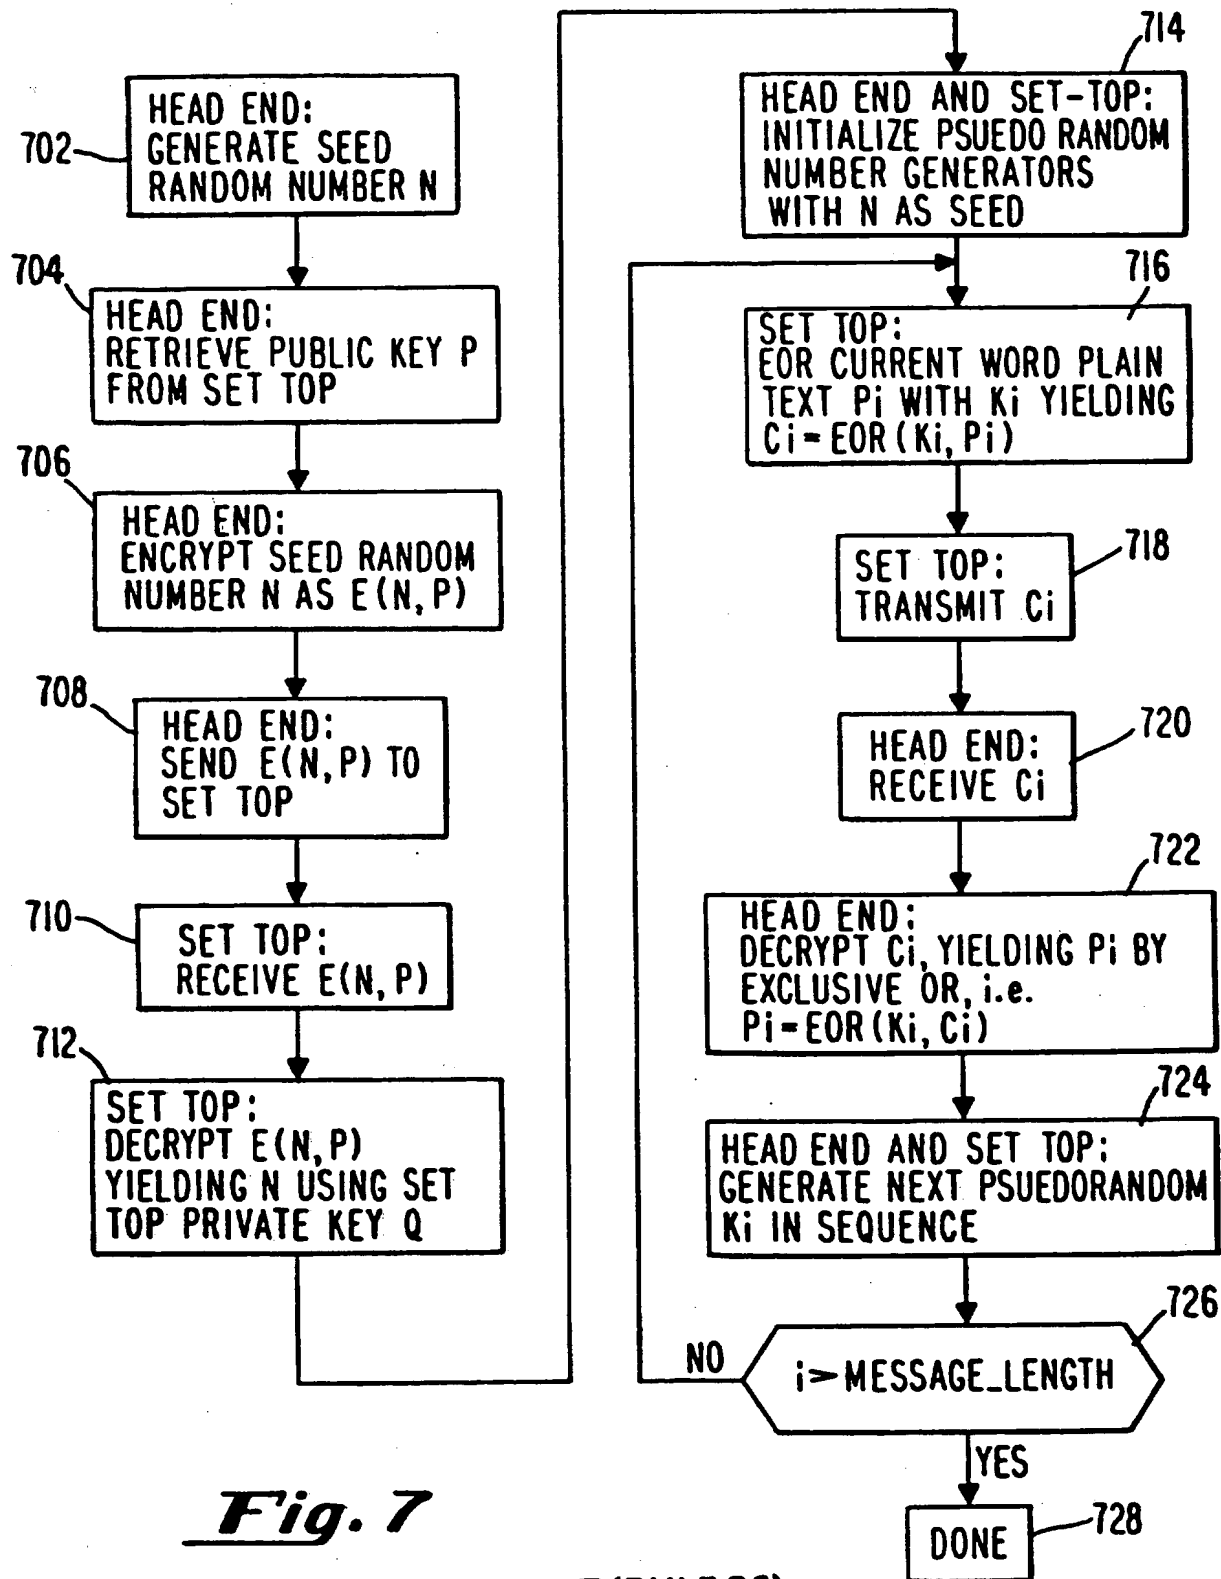 702
HEAD END:
GENERATE SEED
RANDOM NUMBER N
704
HEAD END:
RETRIEVE PUBLIC KEY P
FROM SET TOP
706
HEAD END:
ENCRYPT SEED RANDOM
NUMBER N AS E(N,P)
708
HEAD END:
SEND E(N,P) TO
SET TOP
710
SET TOP:
RECEIVE E(N,P)
712
SET TOP:
DECRYPT E(N,P)
YIELDING N USING SET
TOP PRIVATE KEY Q
714
HEAD END AND SET-TOP:
INITIALIZE PSUEDO RANDOM
NUMBER GENERATORS
WITH N AS SEED
716
SET TOP:
EOR CURRENT WORD PLAIN
TEXT Pi WITH Ki YIELDING
Ci=EOR(Ki,Pi)
718
SET TOP:
TRANSMIT Ci
720
HEAD END:
RECEIVE Ci
722
HEAD END:
DECRYPT Ci, YIELDING Pi BY
EXCLUSIVE OR, i.e.
Pi=EOR(Ki,Ci)
724
HEAD END AND SET TOP:
GENERATE NEXT PSUEDORANDOM
Ki IN SEQUENCE
726
i>MESSAGE_LENGTH
NO
YES
728
DONE
Fig. 7